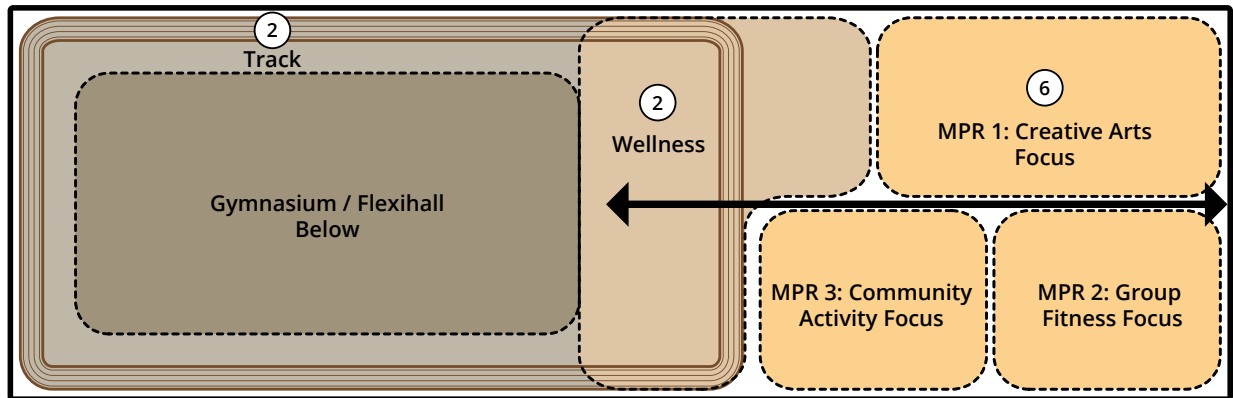 2
Track
Gymnasium / Flexihall
Below
2
Wellness
6
MPR 1: Creative Arts
Focus
MPR 3: Community
Activity Focus
MPR 2: Group
Fitness Focus